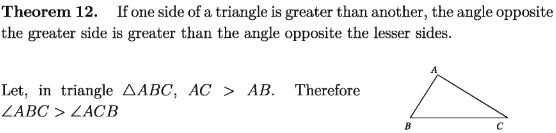 Theorem 12. If one side of a triangle is greater than another, the angle opposite
the greater side is greater than the angle opposite the lesser sides.
Let, in triangle △ABC, AC > AB. Therefore
∠ABC > ∠ACB
A
B
C